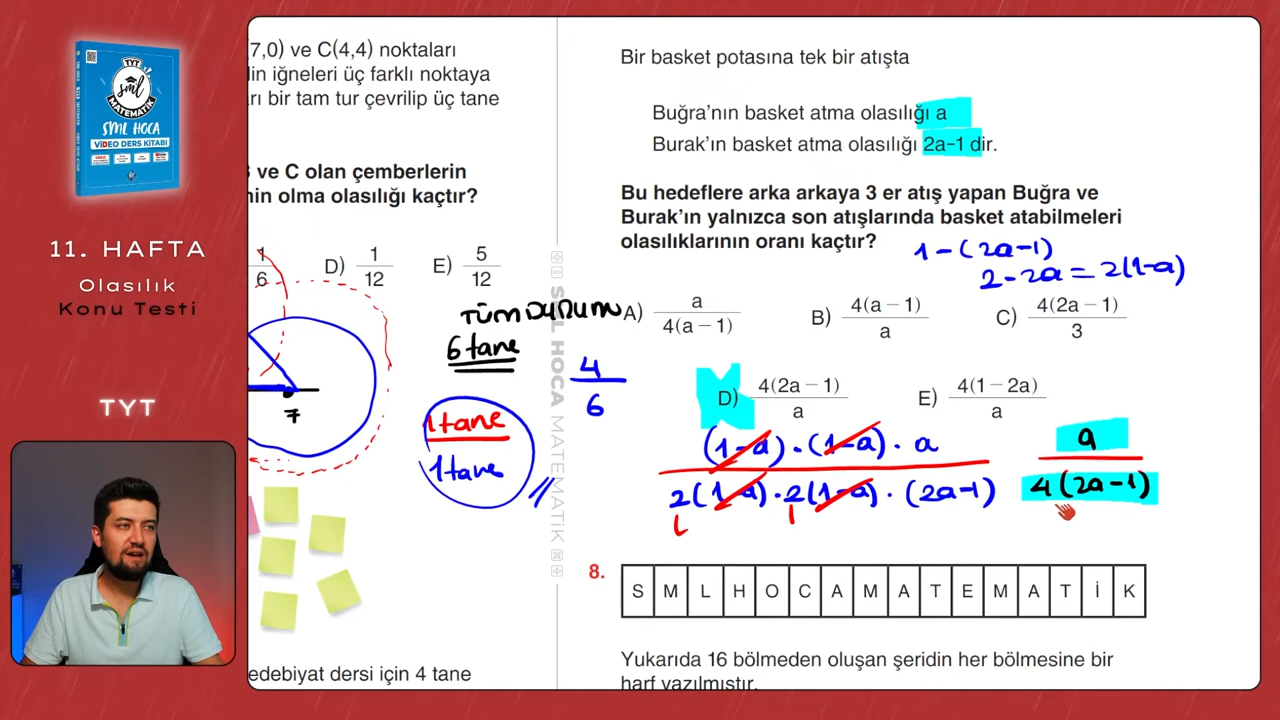 TYT
sml
MATEMATİK
SML HOCA
VİDEO DERS KİTABI
11. HAFTA
Olasılık
Konu Testi
TYT
(7,0) ve C(4,4) noktaları
lin iğneleri üç farklı noktaya
arı bir tam tur çevrilip üç tane
B ve C olan çemberlerin
nin olma olasılığı kaçtır?
1/6 D) 1/12 E) 5/12
TÜM DURUM
6 tane
4/6
1 tane
1 tane
7
edebiyat dersi için 4 tane
SML HOCA MATEMATİK
Bir basket potasına tek bir atışta
Buğra’nın basket atma olasılığı a
Burak’ın basket atma olasılığı 2a–1 dir.
Bu hedeflere arka arkaya 3 er atış yapan Buğra ve
Burak’ın yalnızca son atışlarında basket atabilmeleri
olasılıklarının oranı kaçtır?
1-(2a-1)
2-2a=2(1-a)
A) a/4(a – 1) B) 4(a – 1)/a C) 4(2a – 1)/3
D) 4(2a – 1)/a E) 4(1 – 2a)/a
(1-a)·(1-a)·a
2(1-a)·2(1-a)·(2a-1)
a
4(2a-1)
8.
S M L H O C A M A T E M A T İ K
Yukarıda 16 bölmeden oluşan şeridin her bölmesine bir
harf yazılmıştır.